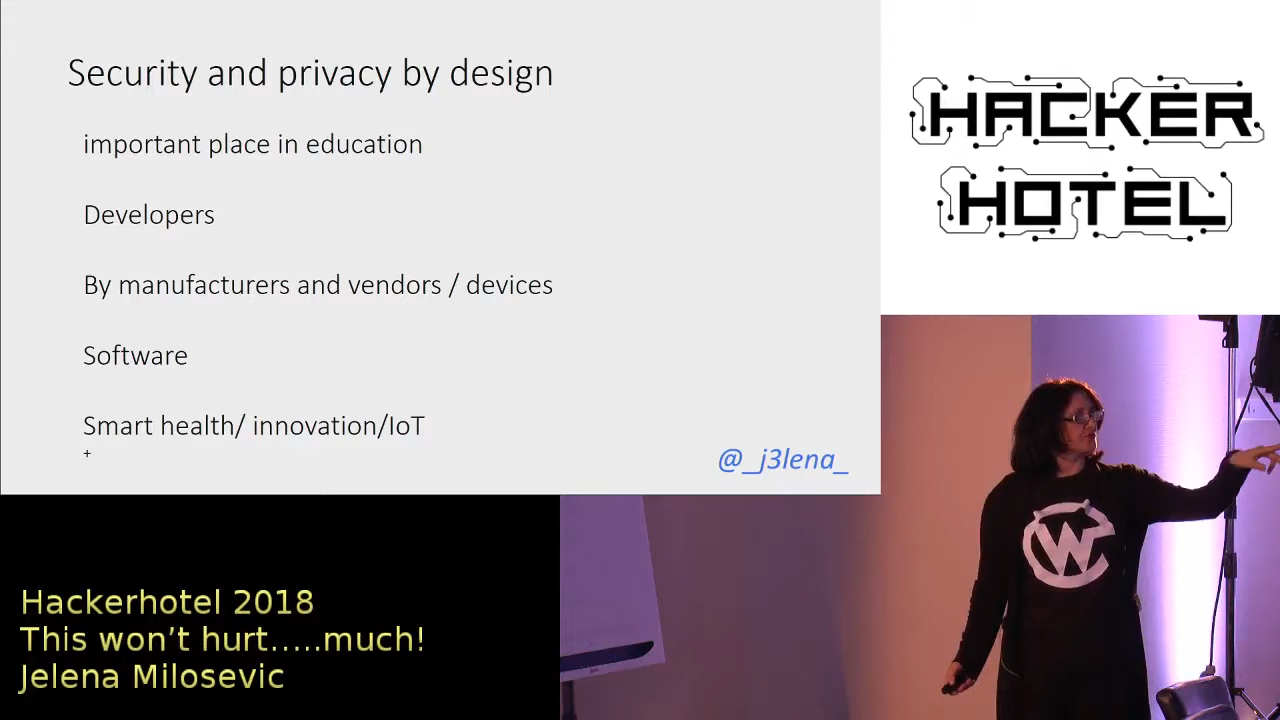 Security and privacy by design
important place in education
Developers
By manufacturers and vendors / devices
Software
Smart health/ innovation/IoT
+
@_j3lena_
HACKER
HOTEL
W
Hackerhotel 2018
This won't hurt.....much!
Jelena Milosevic